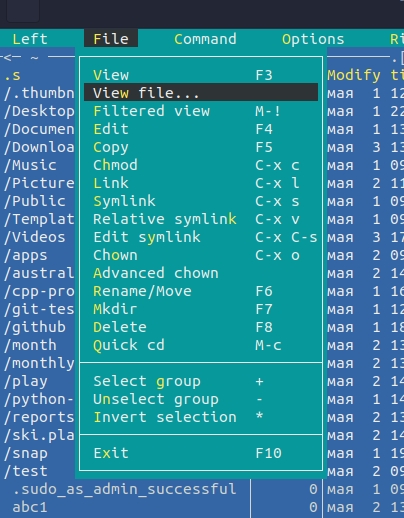 Left File Command Options Ri
<— ~ .[
.s Modify ti
/.thumbn мая 1 12
/Desktop мая 1 22
/Documen мая 1 13
/Downloa мая 3 13
/Music мая 1 09
/Picture мая 2 11
/Public мая 1 09
/Templat мая 1 09
/Videos мая 3 17
/apps мая 2 09
/austral мая 2 14
/cpp-pro мая 1 16
/git-tes мая 1 12
/github мая 1 18
/month мая 2 13
/monthly мая 2 13
/play мая 2 14
/python- мая 1 14
/reports мая 2 13
/ski.pla мая 2 14
/snap мая 1 09
/test мая 2 09
.sudo_as_admin_successful 0 мая 1 09
abc1 0 мая 2 13
View F3
View file...
Filtered view M-!
Edit F4
Copy F5
Chmod C-x c
Link C-x l
Symlink C-x s
Relative symlink C-x v
Edit symlink C-x C-s
Chown C-x o
Advanced chown
Rename/Move F6
Mkdir F7
Delete F8
Quick cd M-c
Select group +
Unselect group -
Invert selection *
Exit F10